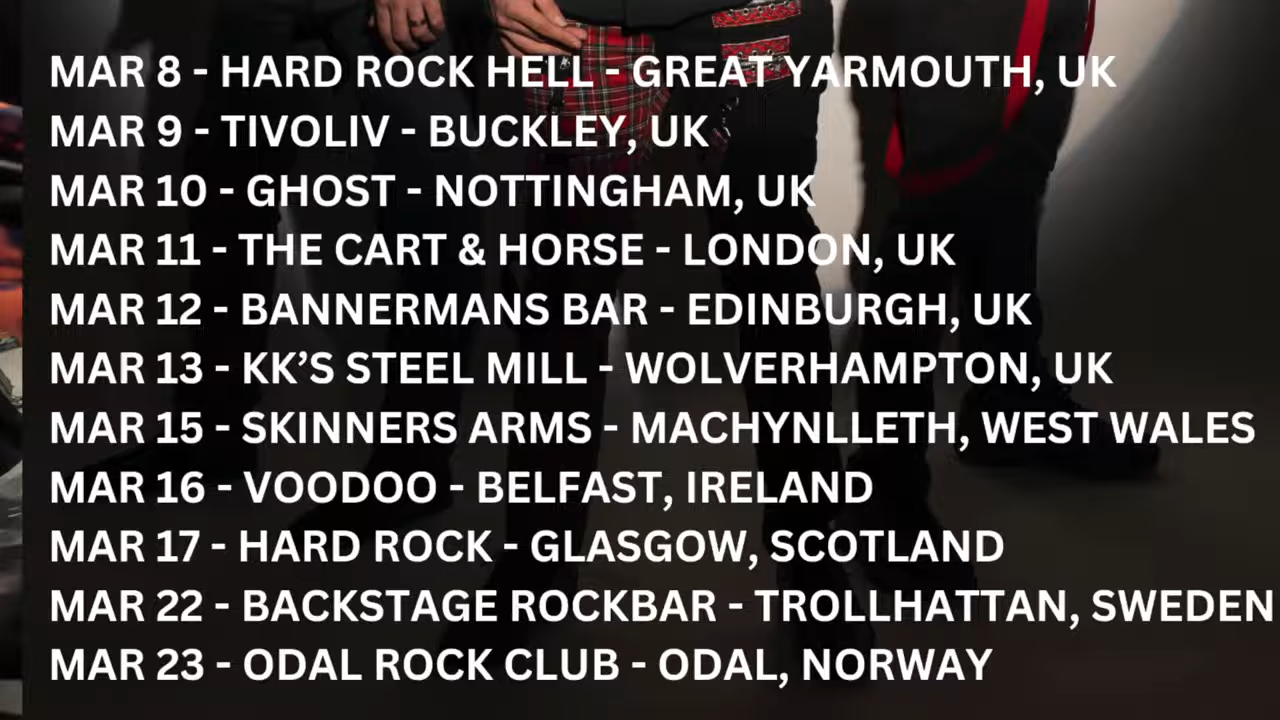 MAR 8 - HARD ROCK HELL - GREAT YARMOUTH, UK
MAR 9 - TIVOLIV - BUCKLEY, UK
MAR 10 - GHOST - NOTTINGHAM, UK
MAR 11 - THE CART & HORSE - LONDON, UK
MAR 12 - BANNERMANS BAR - EDINBURGH, UK
MAR 13 - KK’S STEEL MILL - WOLVERHAMPTON, UK
MAR 15 - SKINNERS ARMS - MACHYNLLETH, WEST WALES
MAR 16 - VOODOO - BELFAST, IRELAND
MAR 17 - HARD ROCK - GLASGOW, SCOTLAND
MAR 22 - BACKSTAGE ROCKBAR - TROLLHATTAN, SWEDEN
MAR 23 - ODAL ROCK CLUB - ODAL, NORWAY